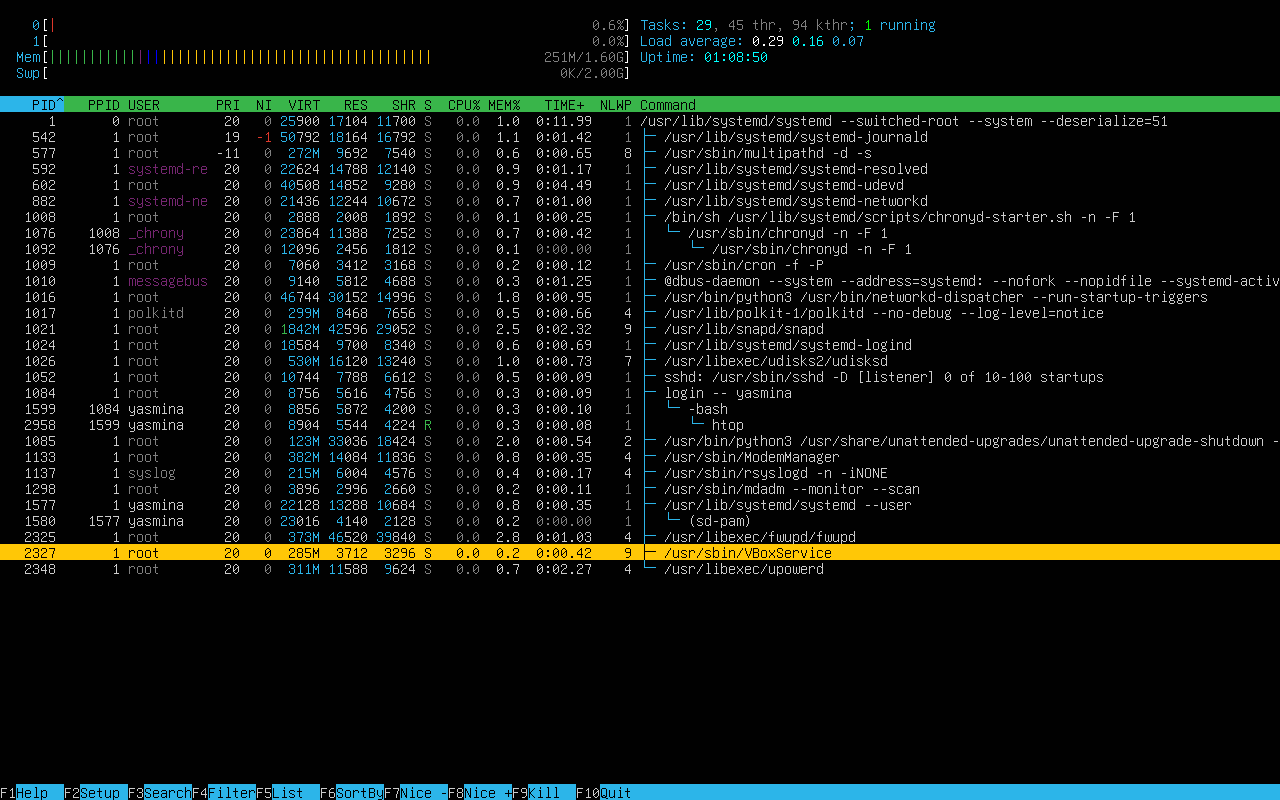 0[| 0.6%] Tasks: 29, 45 thr, 94 kthr; 1 running
1[ 0.0%] Load average: 0.29 0.16 0.07
Mem[|||||||||||||||||||||||||||||||||||||||||||||||| 251M/1.60G] Uptime: 01:08:50
Swp[ 0K/2.00G]
PID^ PPID USER PRI NI VIRT RES SHR S CPU% MEM% TIME+ NLWP Command
1 0 root 20 0 25900 17104 11700 S 0.0 1.0 0:11.99 1 /usr/lib/systemd/systemd --switched-root --system --deserialize=51
542 1 root 19 -1 50792 18164 16792 S 0.0 1.1 0:01.42 1 ├─ /usr/lib/systemd/systemd-journald
577 1 root -11 0 272M 9692 7540 S 0.0 0.6 0:00.65 8 ├─ /usr/sbin/multipathd -d -s
592 1 systemd-re 20 0 22624 14788 12140 S 0.0 0.9 0:01.17 1 ├─ /usr/lib/systemd/systemd-resolved
602 1 root 20 0 40508 14852 9280 S 0.0 0.9 0:04.49 1 ├─ /usr/lib/systemd/systemd-udevd
882 1 systemd-ne 20 0 21436 12244 10672 S 0.0 0.7 0:01.00 1 ├─ /usr/lib/systemd/systemd-networkd
1008 1 root 20 0 2888 2008 1892 S 0.0 0.1 0:00.25 1 ├─ /bin/sh /usr/lib/systemd/scripts/chronyd-starter.sh -n -F 1
1076 1008 _chrony 20 0 23864 11388 7252 S 0.0 0.7 0:00.42 1 │ └─ /usr/sbin/chronyd -n -F 1
1092 1076 _chrony 20 0 12096 2456 1812 S 0.0 0.1 0:00.00 1 │ └─ /usr/sbin/chronyd -n -F 1
1009 1 root 20 0 7060 3412 3168 S 0.0 0.2 0:00.12 1 ├─ /usr/sbin/cron -f -P
1010 1 messagebus 20 0 9140 5812 4688 S 0.0 0.3 0:01.25 1 ├─ @dbus-daemon --system --address=systemd: --nofork --nopidfile --systemd-activ
1016 1 root 20 0 46744 30152 14996 S 0.0 1.8 0:00.95 1 ├─ /usr/bin/python3 /usr/bin/networkd-dispatcher --run-startup-triggers
1017 1 polkitd 20 0 299M 8468 7656 S 0.0 0.5 0:00.66 4 ├─ /usr/lib/polkit-1/polkitd --no-debug --log-level=notice
1021 1 root 20 0 1842M 42596 29052 S 0.0 2.5 0:02.32 9 ├─ /usr/lib/snapd/snapd
1024 1 root 20 0 18584 9700 8340 S 0.0 0.6 0:00.69 1 ├─ /usr/lib/systemd/systemd-logind
1026 1 root 20 0 530M 16120 13240 S 0.0 1.0 0:00.73 7 ├─ /usr/libexec/udisks2/udisksd
1052 1 root 20 0 10744 7788 6612 S 0.0 0.5 0:00.09 1 ├─ sshd: /usr/sbin/sshd -D [listener] 0 of 10-100 startups
1084 1 root 20 0 8756 5616 4756 S 0.0 0.3 0:00.09 1 ├─ login -- yasmina
1599 1084 yasmina 20 0 8856 5872 4200 S 0.0 0.3 0:00.10 1 │ └─ -bash
2958 1599 yasmina 20 0 8904 5544 4224 R 0.0 0.3 0:00.08 1 │ └─ htop
1085 1 root 20 0 123M 33036 18424 S 0.0 2.0 0:00.54 2 ├─ /usr/bin/python3 /usr/share/unattended-upgrades/unattended-upgrade-shutdown -
1133 1 root 20 0 382M 14084 11836 S 0.0 0.8 0:00.35 4 ├─ /usr/sbin/ModemManager
1137 1 syslog 20 0 215M 6004 4576 S 0.0 0.4 0:00.17 4 ├─ /usr/sbin/rsyslogd -n -iNONE
1298 1 root 20 0 3896 2996 2660 S 0.0 0.2 0:00.11 1 ├─ /usr/sbin/mdadm --monitor --scan
1577 1 yasmina 20 0 22128 13288 10684 S 0.0 0.8 0:00.35 1 ├─ /usr/lib/systemd/systemd --user
1580 1577 yasmina 20 0 23016 4140 2128 S 0.0 0.2 0:00.00 1 │ └─ (sd-pam)
2325 1 root 20 0 373M 46520 39840 S 0.0 2.8 0:01.03 4 ├─ /usr/libexec/fwupd/fwupd
2327 1 root 20 0 285M 3712 3296 S 0.0 0.2 0:00.42 9 ├─ /usr/sbin/VBoxService
2348 1 root 20 0 311M 11588 9624 S 0.0 0.7 0:02.27 4 └─ /usr/libexec/upowerd
F1Help F2Setup F3SearchF4FilterF5List F6SortByF7Nice -F8Nice +F9Kill F10Quit